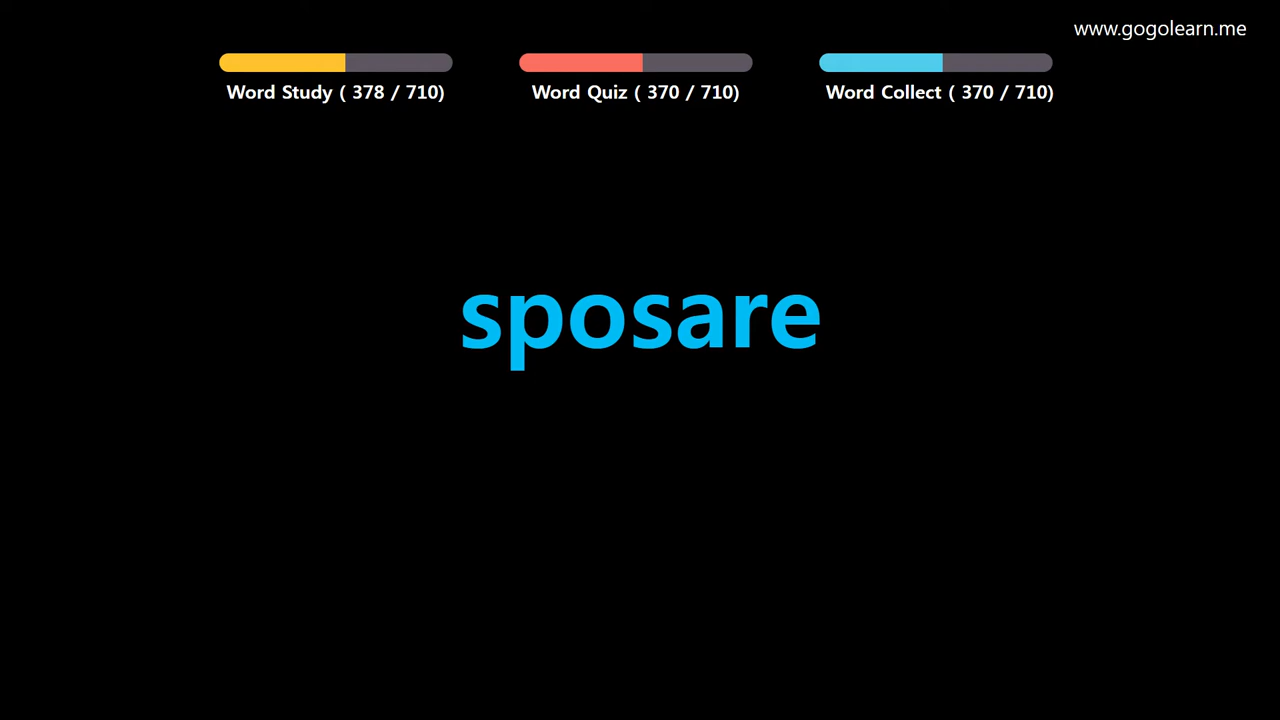 www.gogolearn.me
Word Study ( 378 / 710)
Word Quiz ( 370 / 710)
Word Collect ( 370 / 710)
sposare